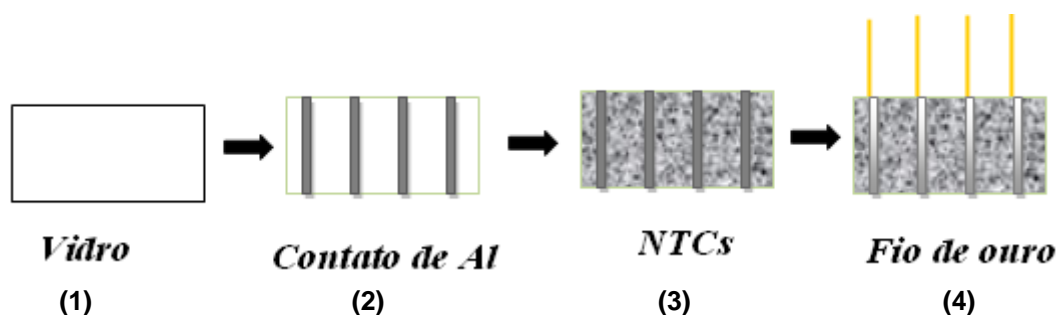 Vidro
(1)
Contato de Al
(2)
NTCs
(3)
Fio de ouro
(4)